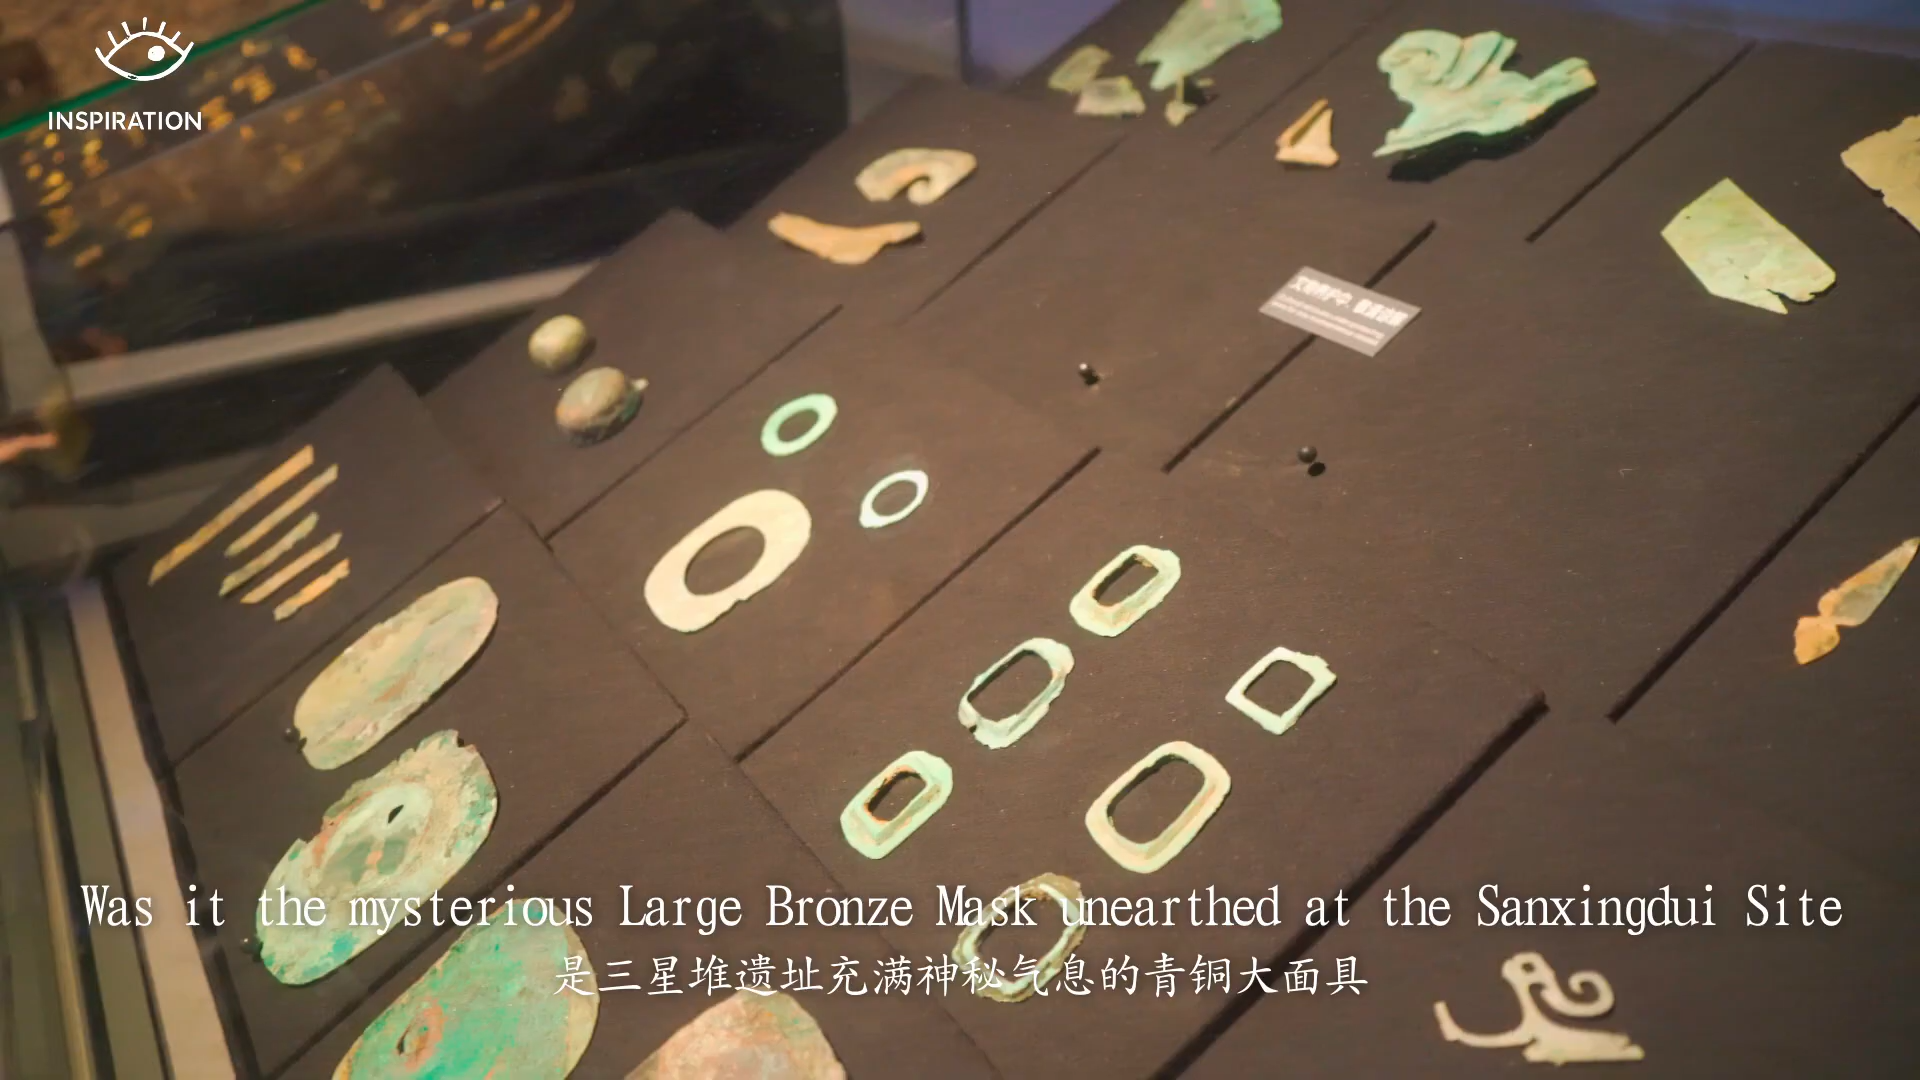 INSPIRATION
Was it the mysterious Large Bronze Mask unearthed at the Sanxingdui Site
是三星堆遗址充满神秘气息的青铜大面具